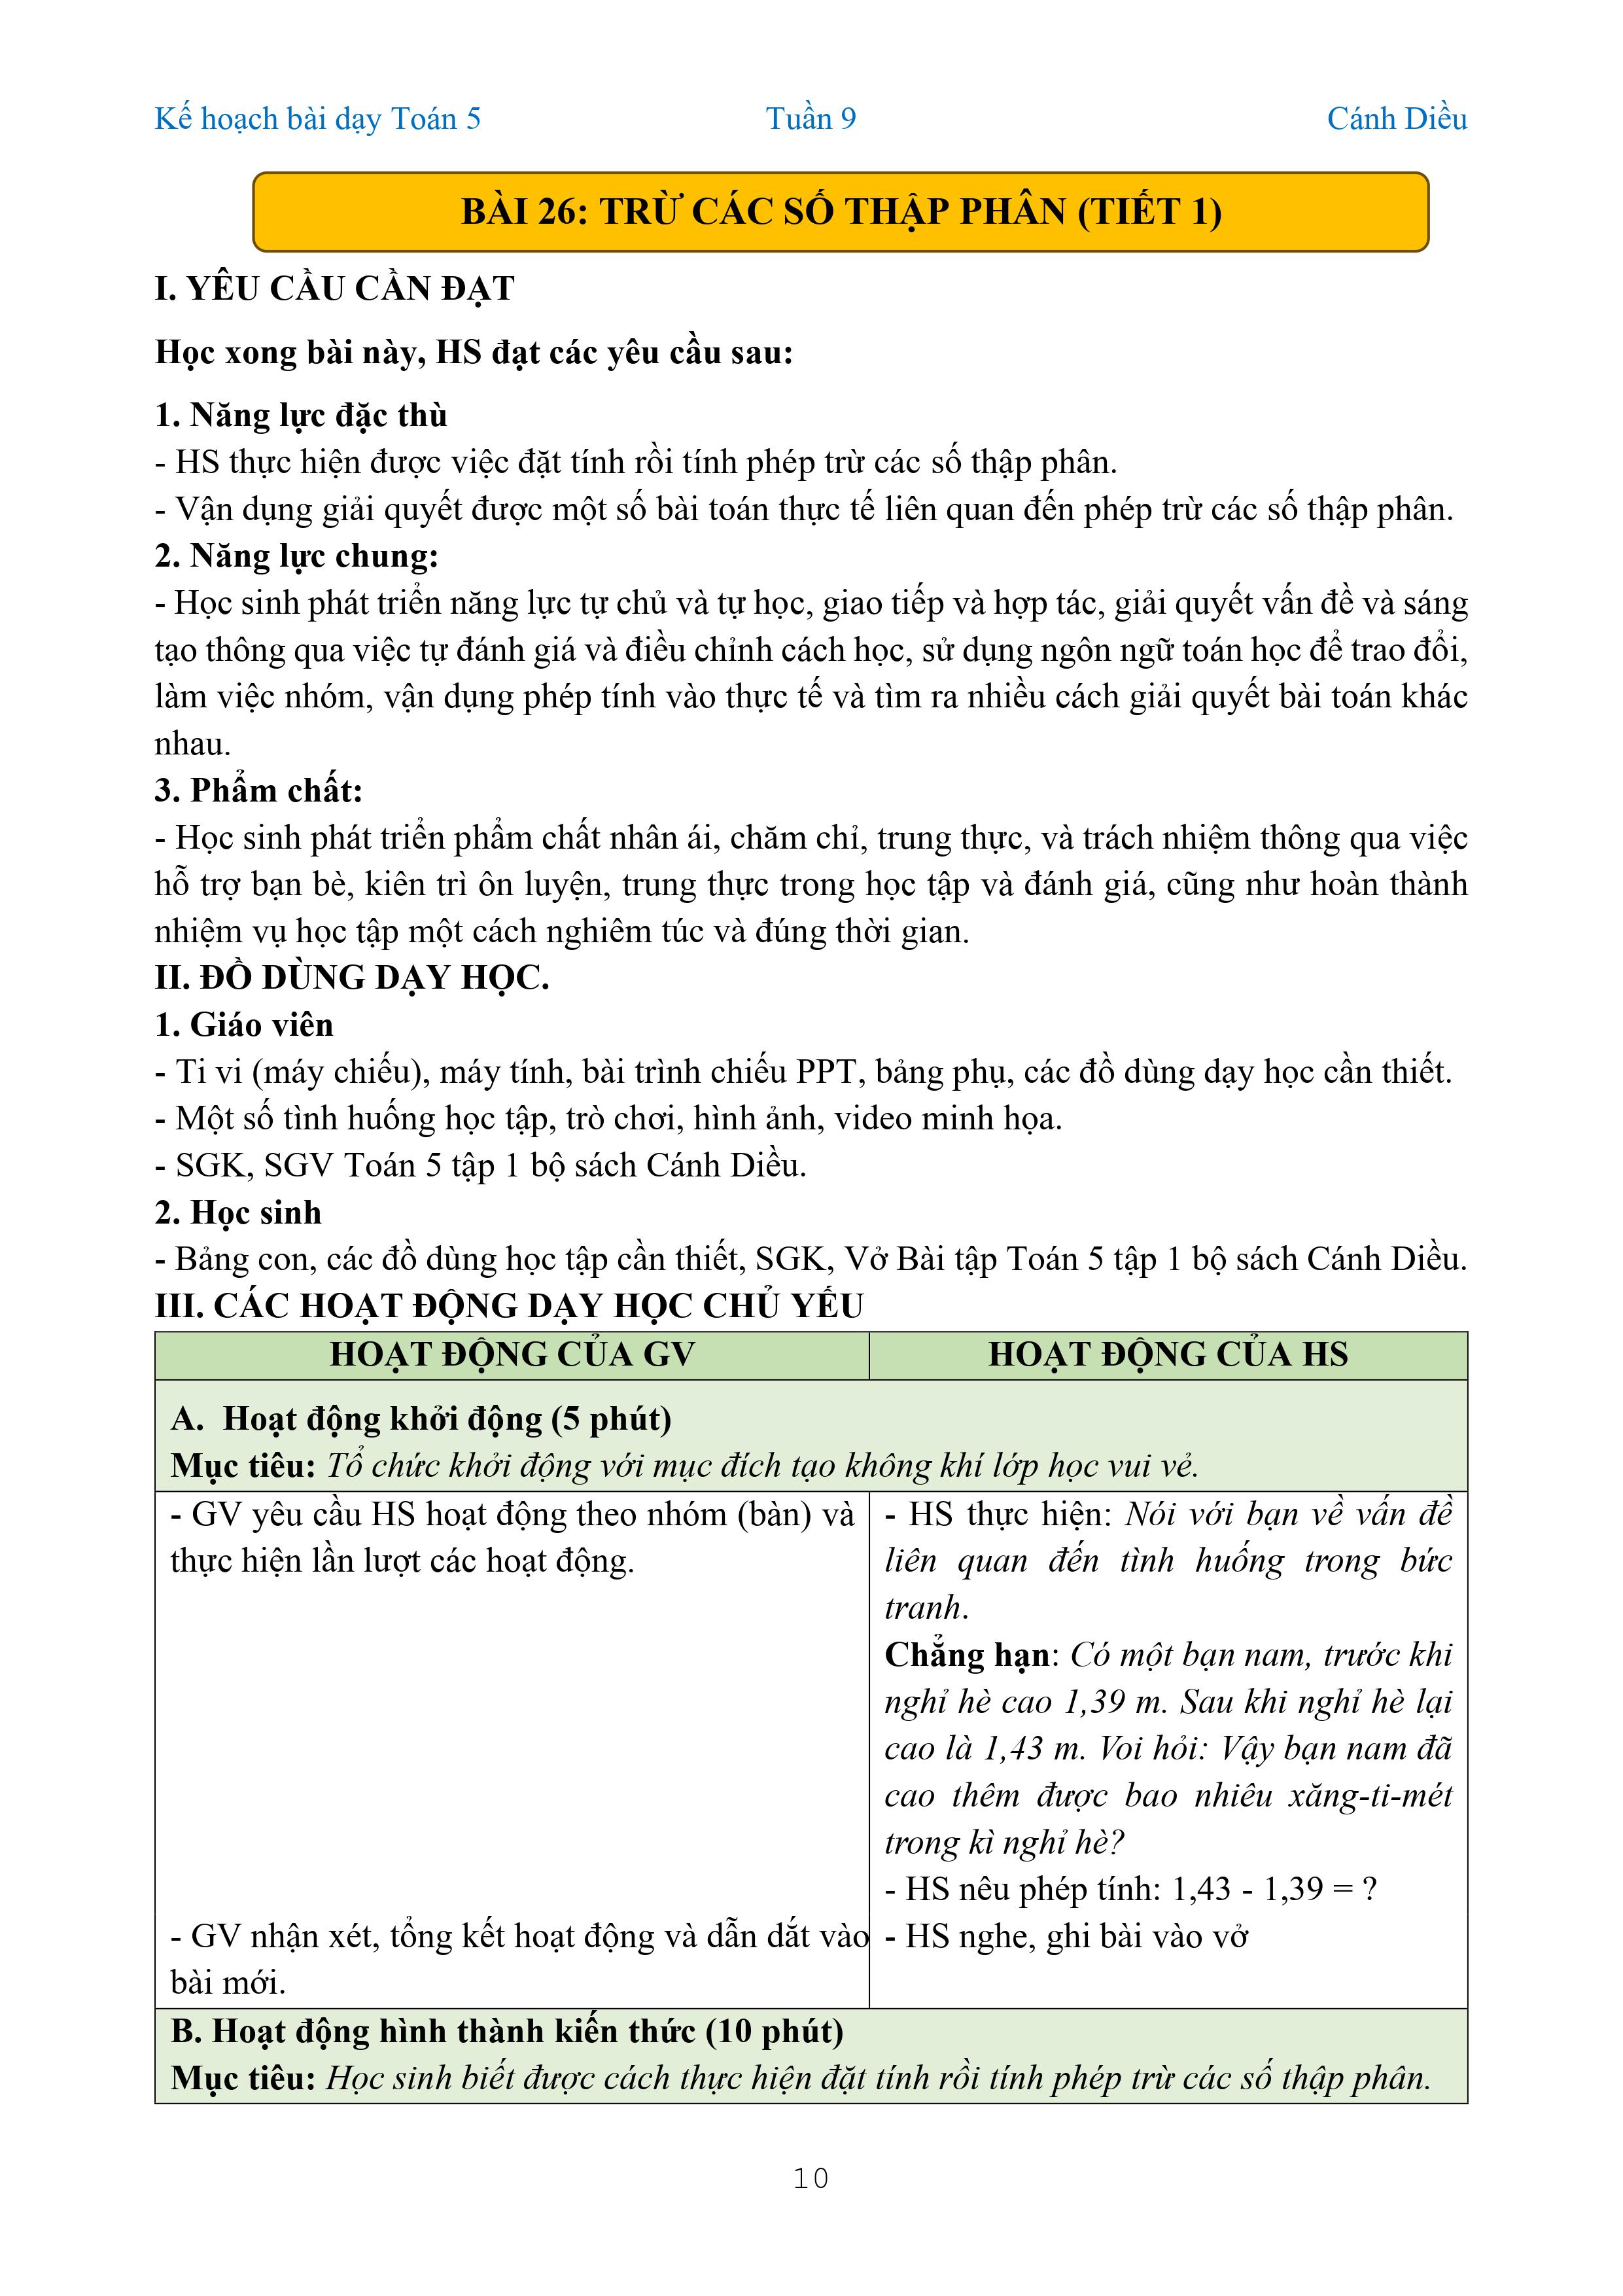 Kế hoạch bài dạy Toán 5 Tuần 9 Cánh Diều
BÀI 26: TRỪ CÁC SỐ THẬP PHÂN (TIẾT 1)
I. YÊU CẦU CẦN ĐẠT
Học xong bài này, HS đạt các yêu cầu sau:
1. Năng lực đặc thù
- HS thực hiện được việc đặt tính rồi tính phép trừ các số thập phân.
- Vận dụng giải quyết được một số bài toán thực tế liên quan đến phép trừ các số thập phân.
2. Năng lực chung:
- Học sinh phát triển năng lực tự chủ và tự học, giao tiếp và hợp tác, giải quyết vấn đề và sáng
tạo thông qua việc tự đánh giá và điều chỉnh cách học, sử dụng ngôn ngữ toán học để trao đổi,
làm việc nhóm, vận dụng phép tính vào thực tế và tìm ra nhiều cách giải quyết bài toán khác
nhau.
3. Phẩm chất:
- Học sinh phát triển phẩm chất nhân ái, chăm chỉ, trung thực, và trách nhiệm thông qua việc
hỗ trợ bạn bè, kiên trì ôn luyện, trung thực trong học tập và đánh giá, cũng như hoàn thành
nhiệm vụ học tập một cách nghiêm túc và đúng thời gian.
II. ĐỒ DÙNG DẠY HỌC.
1. Giáo viên
- Ti vi (máy chiếu), máy tính, bài trình chiếu PPT, bảng phụ, các đồ dùng dạy học cần thiết.
- Một số tình huống học tập, trò chơi, hình ảnh, video minh họa.
- SGK, SGV Toán 5 tập 1 bộ sách Cánh Diều.
2. Học sinh
- Bảng con, các đồ dùng học tập cần thiết, SGK, Vở Bài tập Toán 5 tập 1 bộ sách Cánh Diều.
III. CÁC HOẠT ĐỘNG DẠY HỌC CHỦ YẾU
HOẠT ĐỘNG CỦA GV HOẠT ĐỘNG CỦA HS
A. Hoạt động khởi động (5 phút)
Mục tiêu: Tổ chức khởi động với mục đích tạo không khí lớp học vui vẻ.
- GV yêu cầu HS hoạt động theo nhóm (bàn) và
thực hiện lần lượt các hoạt động.
- GV nhận xét, tổng kết hoạt động và dẫn dắt vào
bài mới.
- HS thực hiện: Nói với bạn về vấn đề
liên quan đến tình huống trong bức
tranh.
Chẳng hạn: Có một bạn nam, trước khi
nghỉ hè cao 1,39 m. Sau khi nghỉ hè lại
cao là 1,43 m. Voi hỏi: Vậy bạn nam đã
cao thêm được bao nhiêu xăng-ti-mét
trong kì nghỉ hè?
- HS nêu phép tính: 1,43 - 1,39 = ?
- HS nghe, ghi bài vào vở
B. Hoạt động hình thành kiến thức (10 phút)
Mục tiêu: Học sinh biết được cách thực hiện đặt tính rồi tính phép trừ các số thập phân.
10